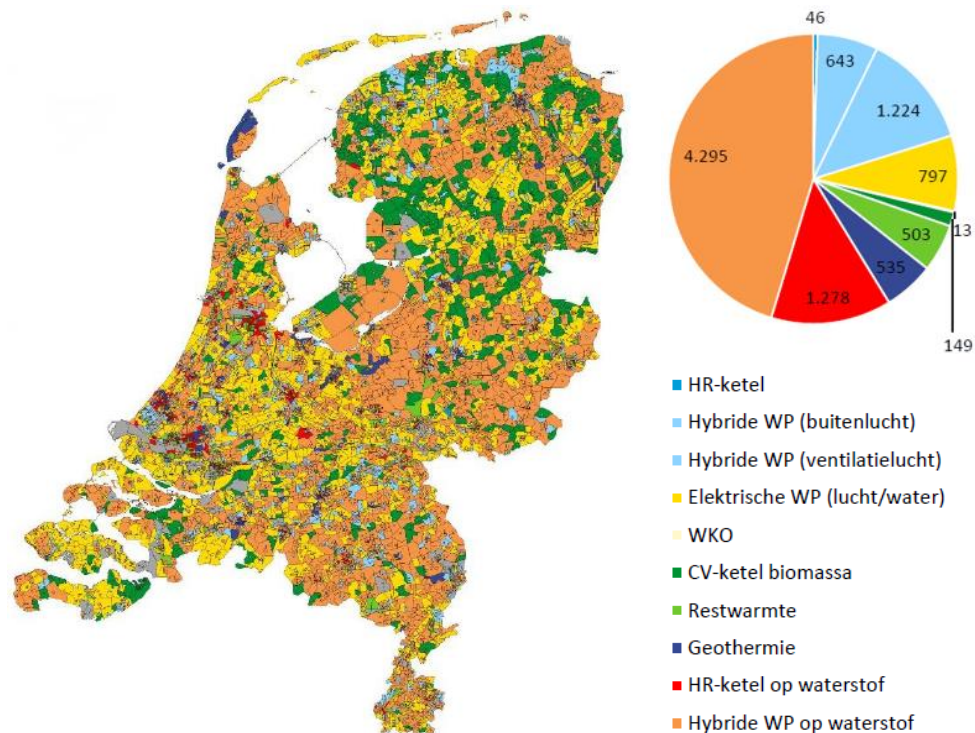 46
643
1.224
4.295
797
13
503
535
1.278
149
HR-ketel
Hybride WP (buitenlucht)
Hybride WP (ventilatielucht)
Elektrische WP (lucht/water)
WKO
CV-ketel biomassa
Restwarmte
Geothermie
HR-ketel op waterstof
Hybride WP op waterstof